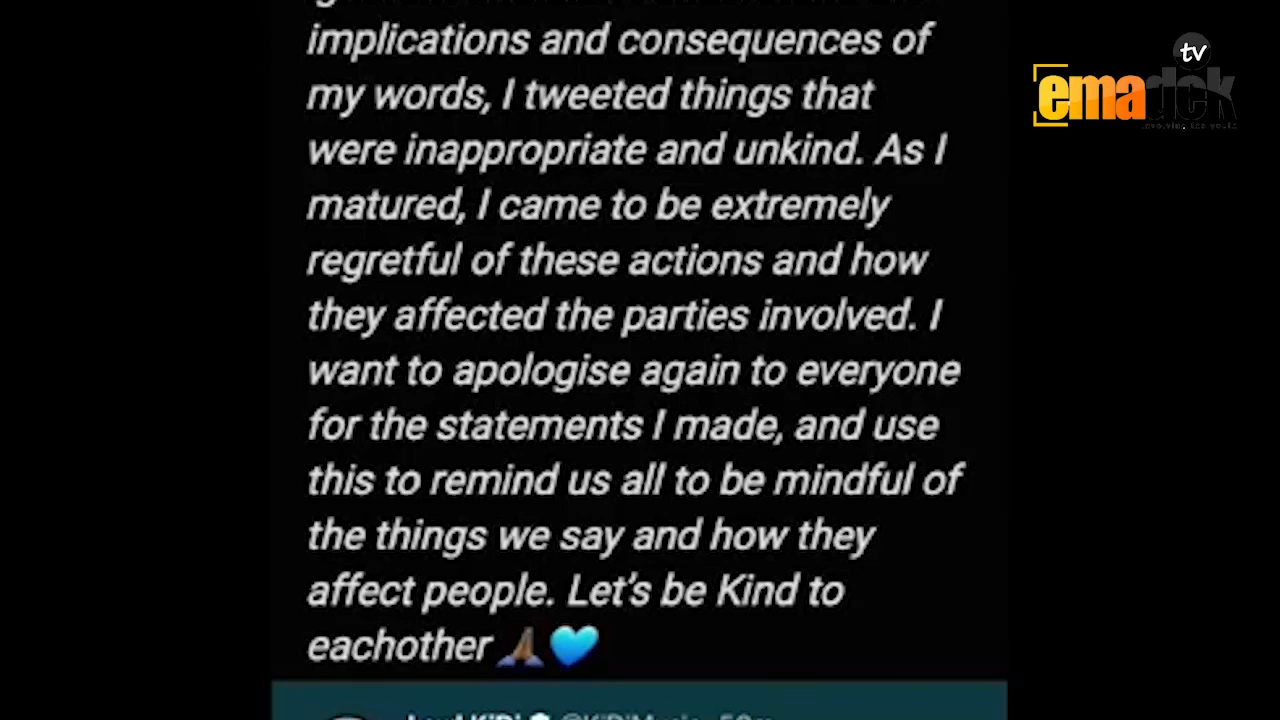 implications and consequences of
my words, I tweeted things that
were inappropriate and unkind. As I
matured, I came to be extremely
regretful of these actions and how
they affected the parties involved. I
want to apologise again to everyone
for the statements I made, and use
this to remind us all to be mindful of
the things we say and how they
affect people. Let's be Kind to
eachother🙏🏾💙
tv
emadck